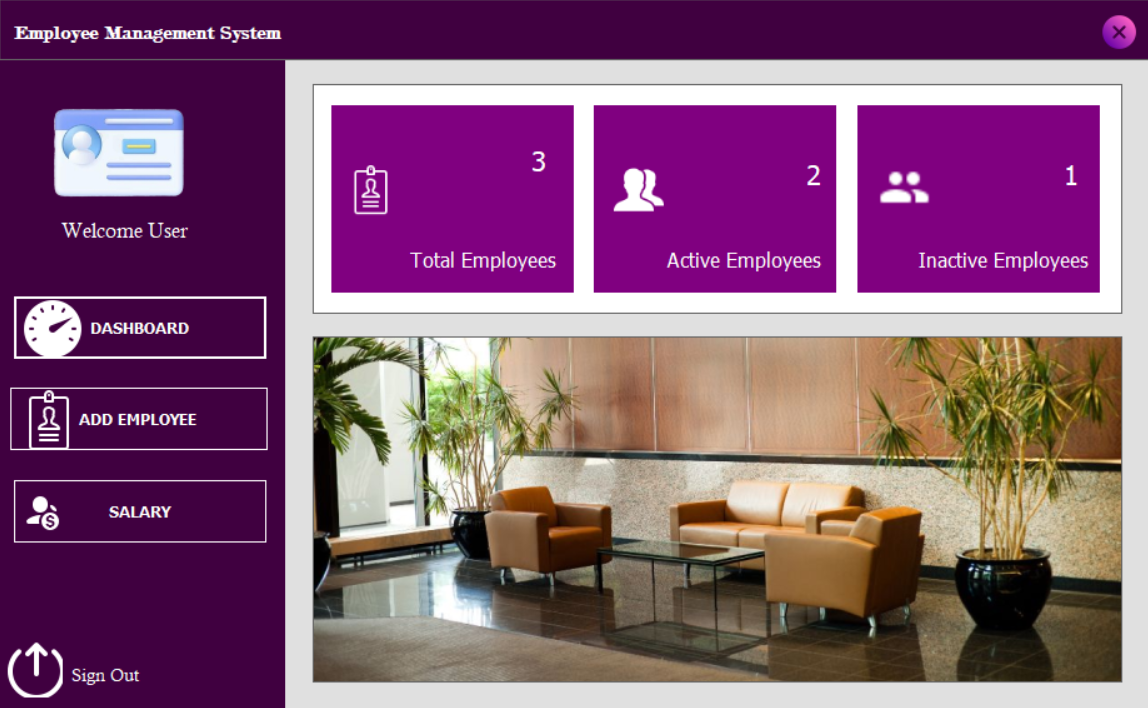 Employee Management System
Welcome User
DASHBOARD
ADD EMPLOYEE
SALARY
Sign Out
3
Total Employees
2
Active Employees
1
Inactive Employees